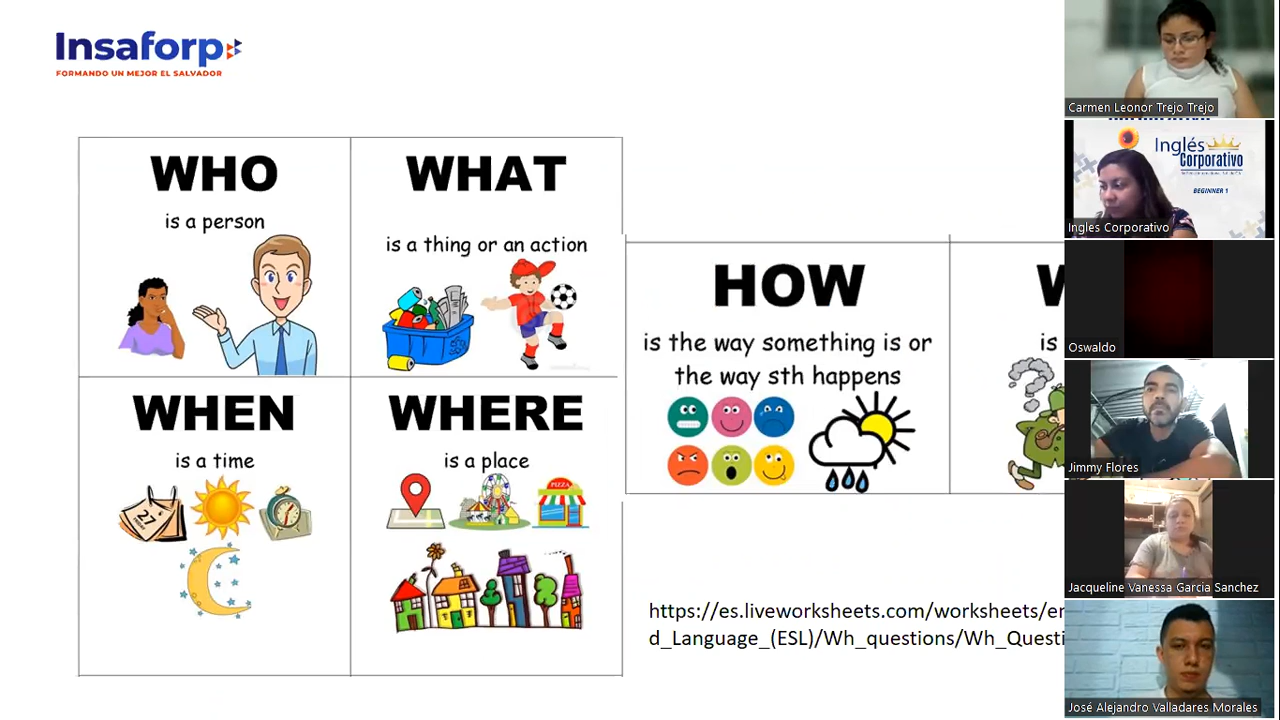 Insaforp
FORMANDO UN MEJOR EL SALVADOR
WHO
is a person
WHAT
is a thing or an action
WHEN
is a time
27
WHERE
is a place
PIZZA
HOW
is the way something is or
the way sth happens
W
is
?
https://es.liveworksheets.com/worksheets/en
d_Language_(ESL)/Wh_questions/Wh_Questi
Carmen Leonor Trejo Trejo
Inglés
Corporativo
BEGINNER 1
Ingles Corporativo
Oswaldo
Jimmy Flores
Jacqueline Vanessa Garcia Sanchez
José Alejandro Valladares Morales